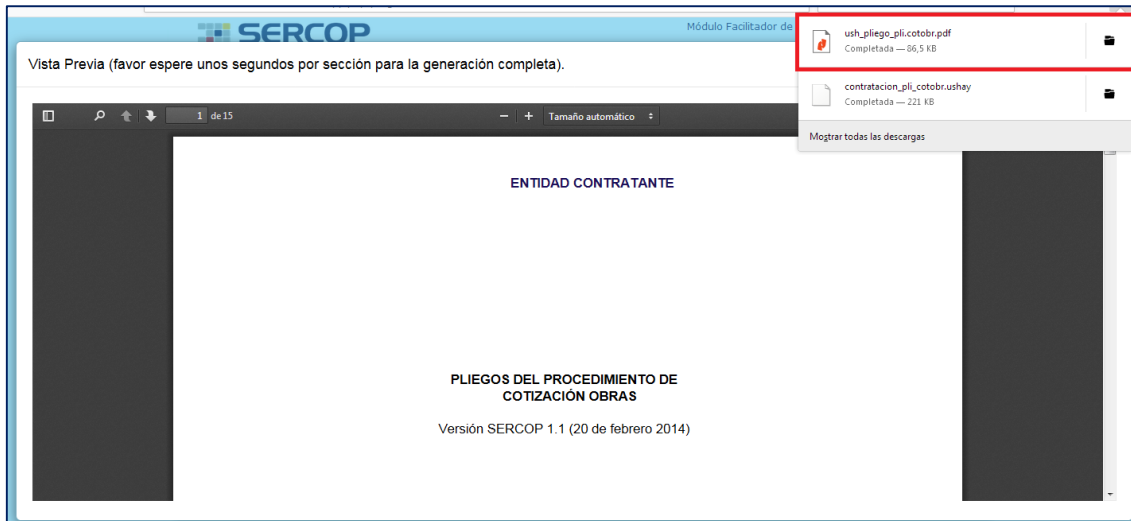 SERCOP
Módulo Facilitador de
ush_pliego_pli.cotobr.pdf
Completada — 86,5 KB
contratacion_pli_cotobr.ushay
Completada — 221 KB
Mostrar todas las descargas
Vista Previa (favor espere unos segundos por sección para la generación completa).
1 de 15
Tamaño automático
ENTIDAD CONTRATANTE
PLIEGOS DEL PROCEDIMIENTO DE
COTIZACIÓN OBRAS
Versión SERCOP 1.1 (20 de febrero 2014)